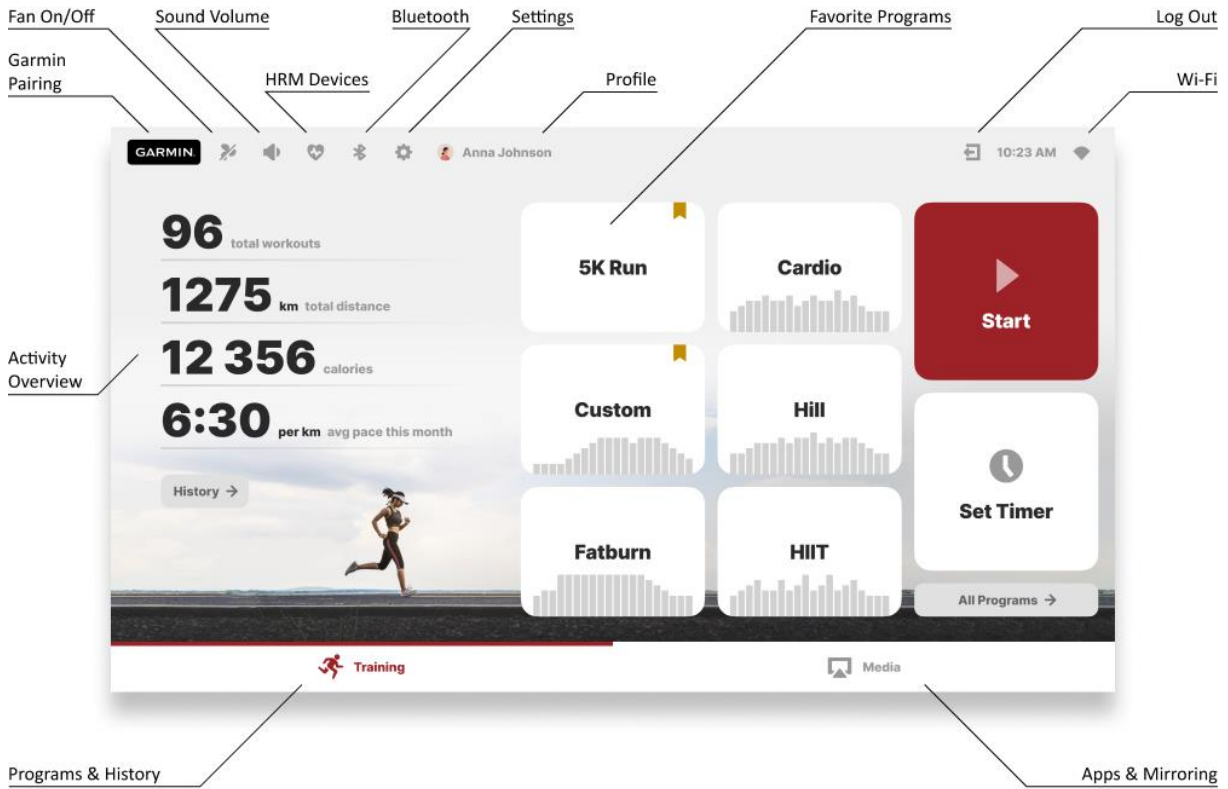 Fan On/Off
Sound Volume
Bluetooth
Settings
Favorite Programs
Log Out
Garmin
Pairing
HRM Devices
Profile
Wi-Fi
GARMIN.
Anna Johnson
10:23 AM
96 total workouts
1275 km total distance
12 356 calories
6:30 per km avg pace this month
History →
Activity
Overview
5K Run
Cardio
Custom
Hill
Fatburn
HIIT
Start
Set Timer
All Programs →
Training
Media
Programs & History
Apps & Mirroring